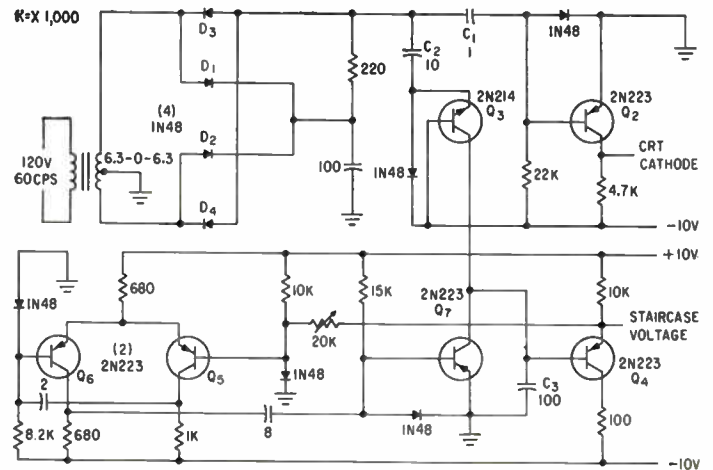 K=X 1,000
D3
D1
(4)
1N48
D2
D4
120V
60CPS
6.3-0-6.3
220
100
C2
10
C1
1
1N48
2N214
Q3
1N48
22K
2N223
Q2
CRT
CATHODE
4.7K
-10V
+10V
1N48
680
(2)
2N223
Q6
Q5
2
8.2K
680
1K
10K
20K
1N48
8
15K
2N223
Q7
1N48
C3
100
10K
STAIRCASE
VOLTAGE
2N223
Q4
100
-10V